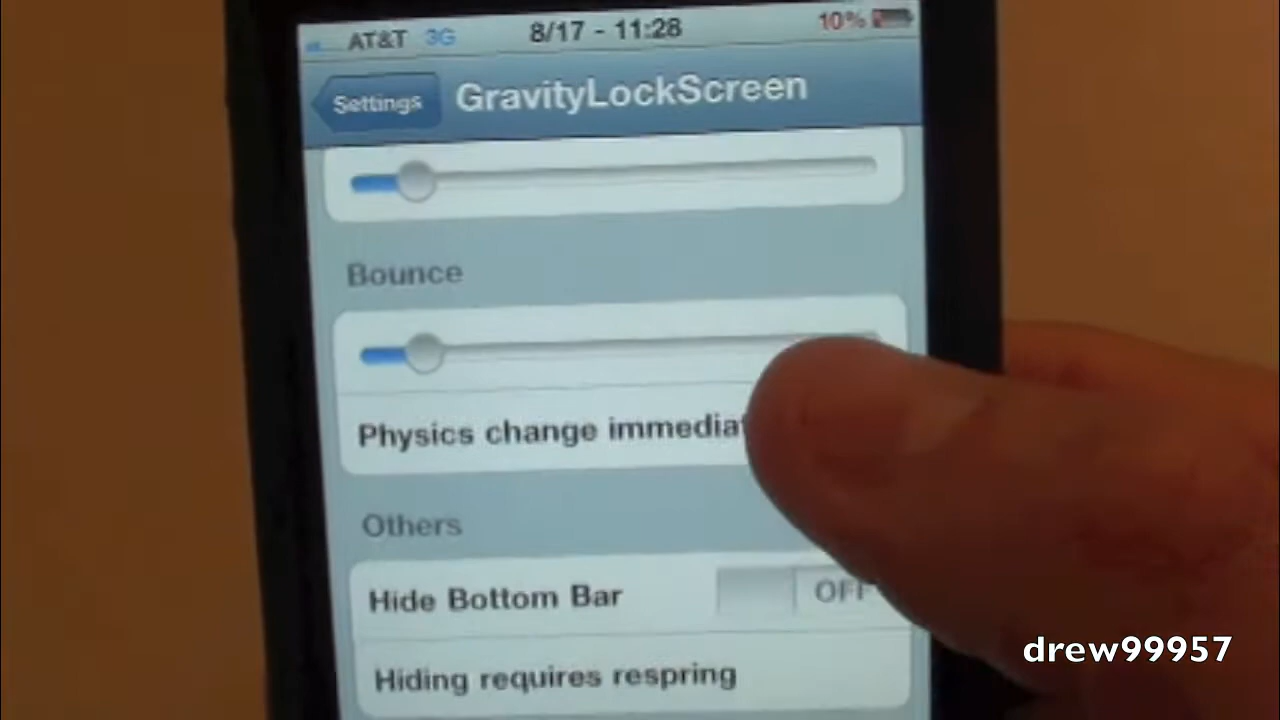 AT&T 3G 8/17 - 11:28 10%
Settings GravityLockScreen
Bounce
Physics change
Others
Hide Bottom Bar OFF
Hiding requires respring
drew99957